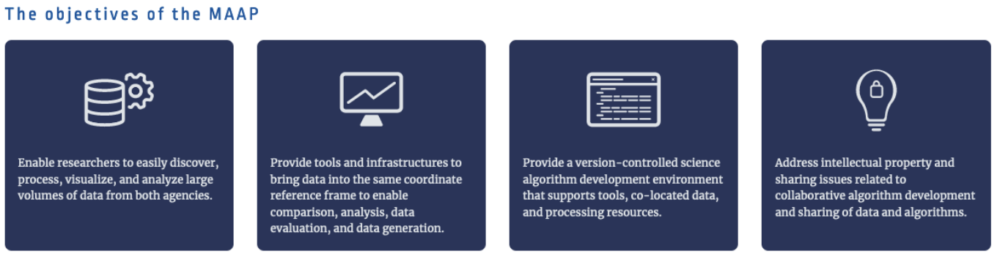 The objectives of the MAAP
Enable researchers to easily discover,
process, visualize, and analyze large
volumes of data from both agencies.
Provide tools and infrastructures to
bring data into the same coordinate
reference frame to enable
comparison, analysis, data
evaluation, and data generation.
Provide a version-controlled science
algorithm development environment
that supports tools, co-located data,
and processing resources.
Address intellectual property and
sharing issues related to
collaborative algorithm development
and sharing of data and algorithms.